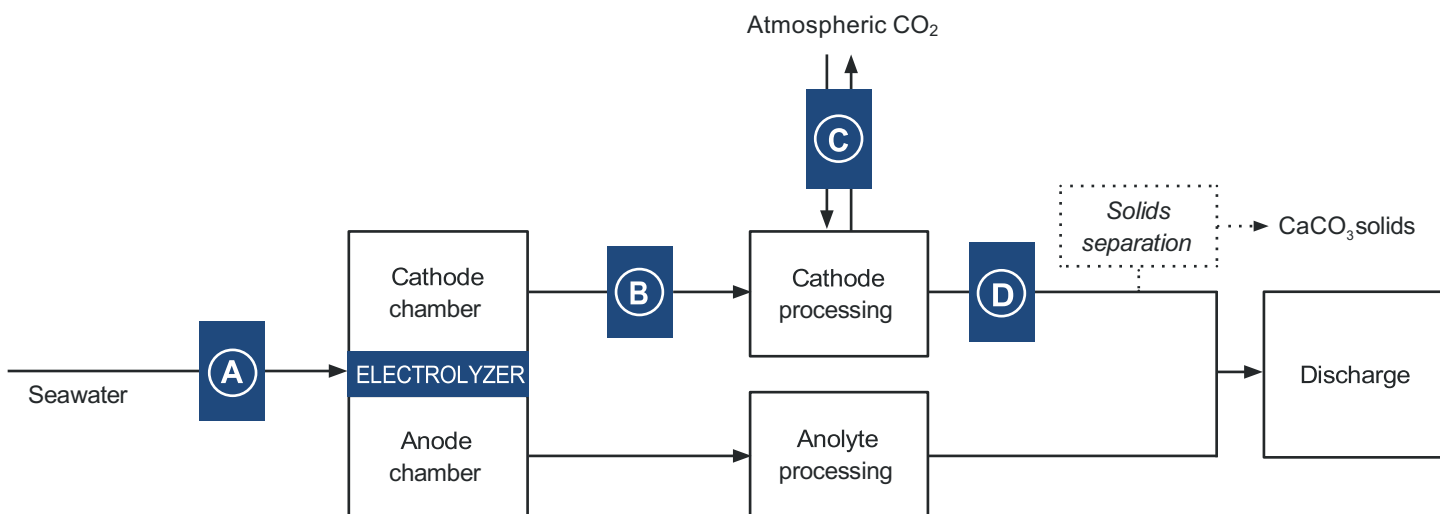 Atmospheric CO₂
C
Solids
separation
CaCO₃solids
Cathode
chamber
B
Cathode
processing
D
A
Seawater
ELECTROLYZER
Discharge
Anode
chamber
Anolyte
processing